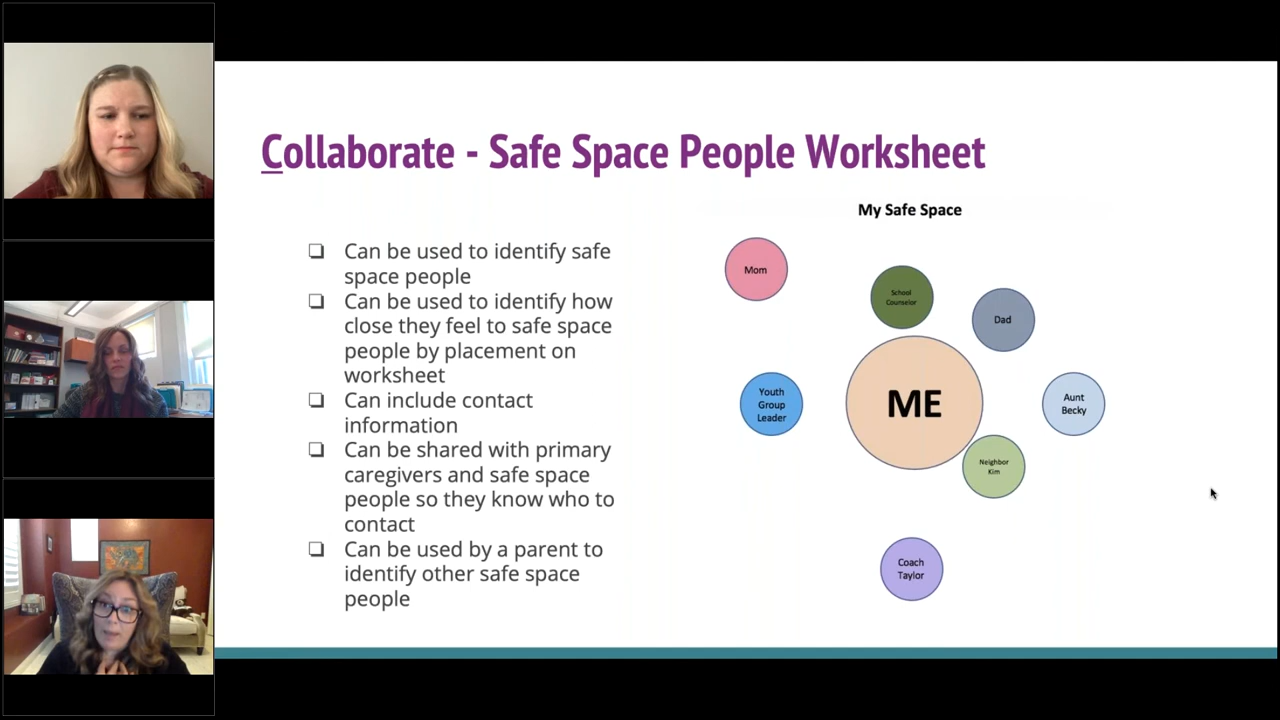 Collaborate - Safe Space People Worksheet
❏ Can be used to identify safe
space people
❏ Can be used to identify how
close they feel to safe space
people by placement on
worksheet
❏ Can include contact
information
❏ Can be shared with primary
caregivers and safe space
people so they know who to
contact
❏ Can be used by a parent to
identify other safe space
people
My Safe Space
Mom
School
Counselor
Dad
Youth
Group
Leader
ME
Aunt
Becky
Neighbor
Kim
Coach
Taylor